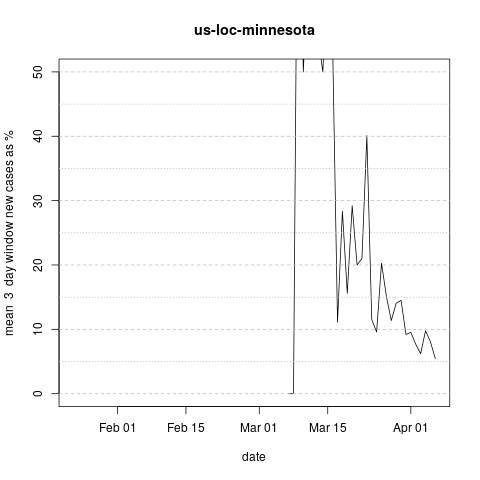 us-loc-minnesota
mean 3 day window new cases as %
50
40
30
20
10
0
Feb 01 Feb 15 Mar 01 Mar 15 Apr 01
date